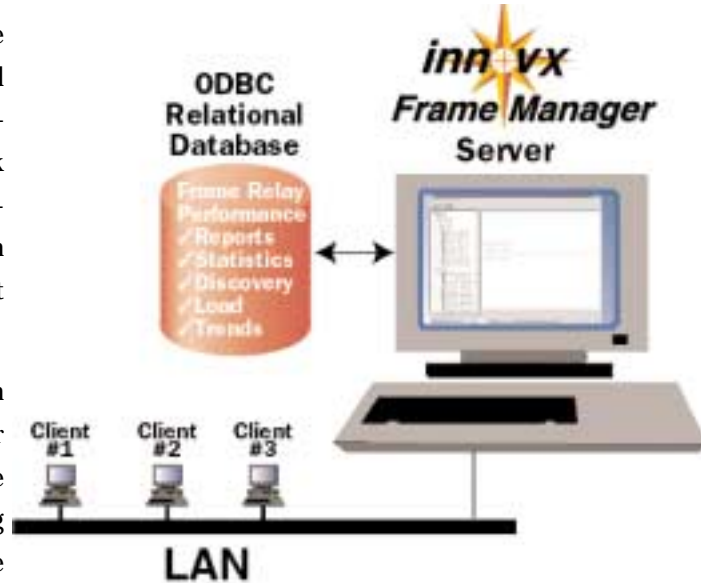 e
d
-
k
-
n
t
n
r
e
g
e
ODBC
Relational
Database
Frame Relay
Performance
✓Reports
✓Statistics
✓Discovery
✓Load
✓Trends
innovx
Frame Manager
Server
Client
#1
Client
#2
Client
#3
LAN